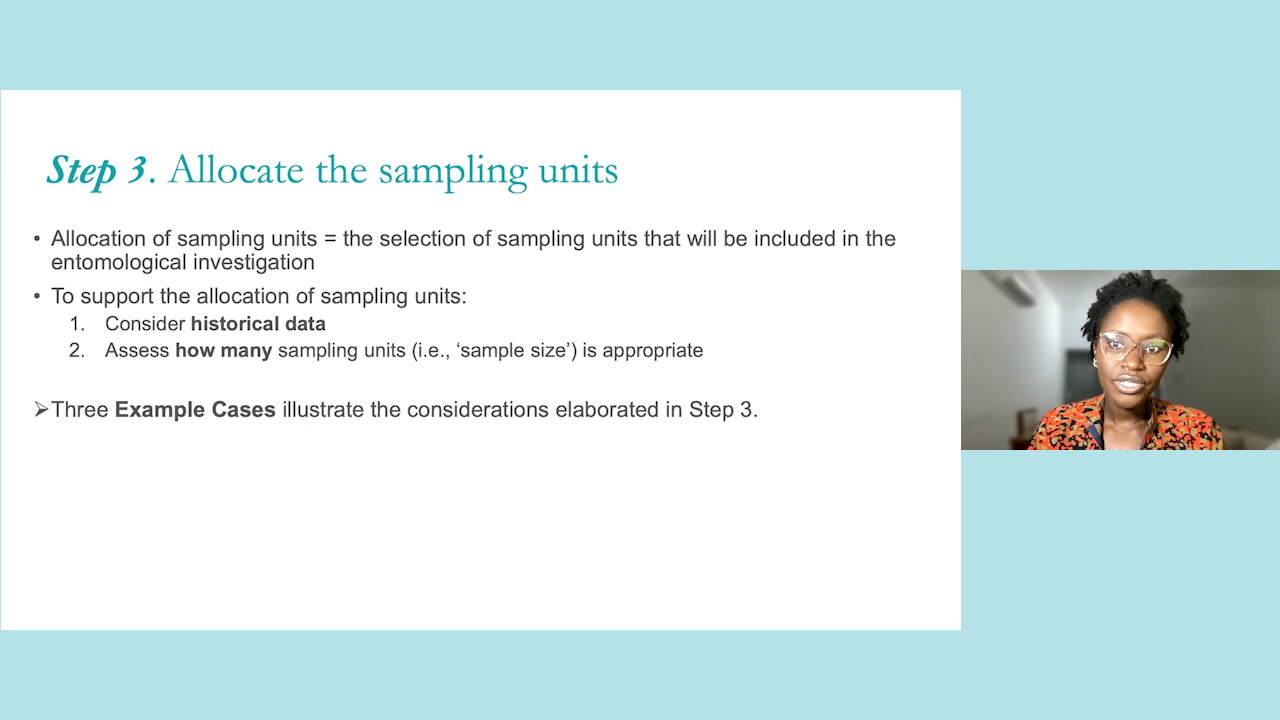 Step 3. Allocate the sampling units
• Allocation of sampling units = the selection of sampling units that will be included in the
entomological investigation
• To support the allocation of sampling units:
1. Consider historical data
2. Assess how many sampling units (i.e., ‘sample size’) is appropriate
➢Three Example Cases illustrate the considerations elaborated in Step 3.